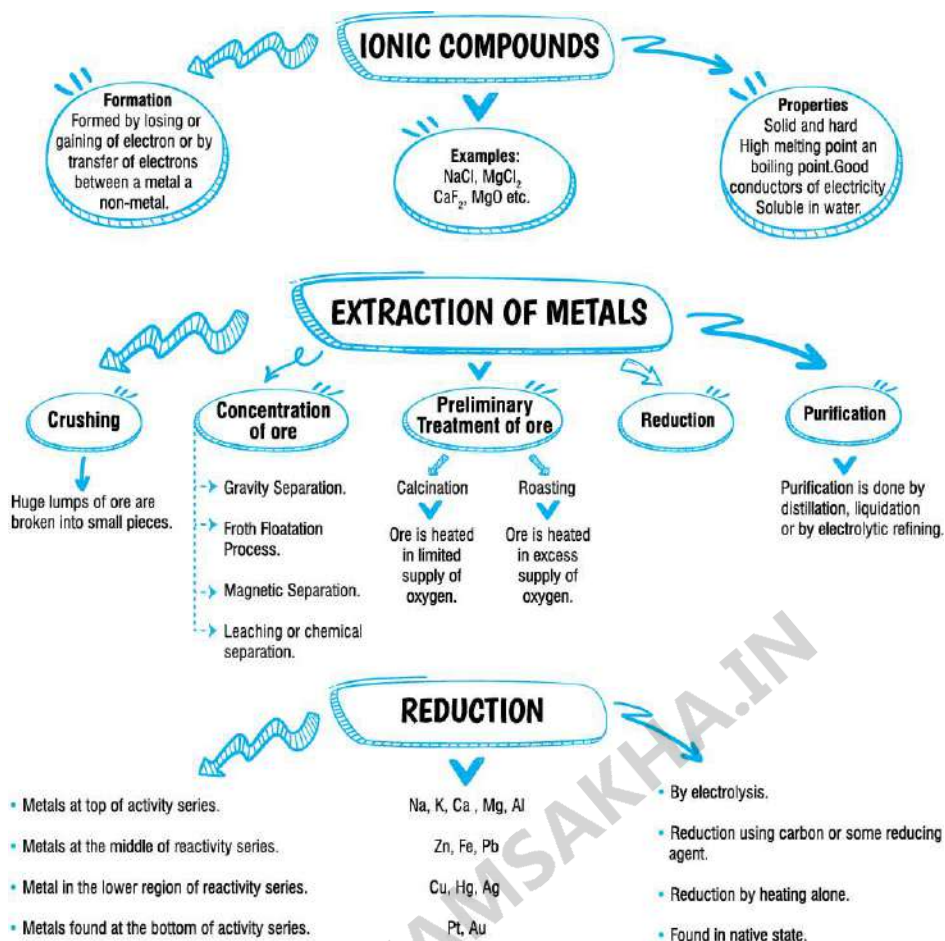 IONIC COMPOUNDS
Formation
Formed by losing or
gaining of electron or by
transfer of electrons
between a metal a
non-metal.
Examples:
NaCl, MgCl₂
CaF₂, MgO etc.
Properties
Solid and hard
High melting point an
boiling point.Good
conductors of electricity
Soluble in water.
EXTRACTION OF METALS
Crushing
Huge lumps of ore are
broken into small pieces.
Concentration
of ore
Gravity Separation.
Froth Floatation
Process.
Magnetic Separation.
Leaching or chemical
separation.
Preliminary
Treatment of ore
Calcination
Ore is heated
in limited
supply of
oxygen.
Roasting
Ore is heated
in excess
supply of
oxygen.
Reduction
Purification
Purification is done by
distillation, liquidation
or by electrolytic refining.
REDUCTION
• Metals at top of activity series.
• Metals at the middle of reactivity series.
• Metal in the lower region of reactivity series.
• Metals found at the bottom of activity series.
Na, K, Ca , Mg, Al
Zn, Fe, Pb
Cu, Hg, Ag
Pt, Au
• By electrolysis.
• Reduction using carbon or some reducing
agent.
• Reduction by heating alone.
• Found in native state.
AMSAKHA.IN